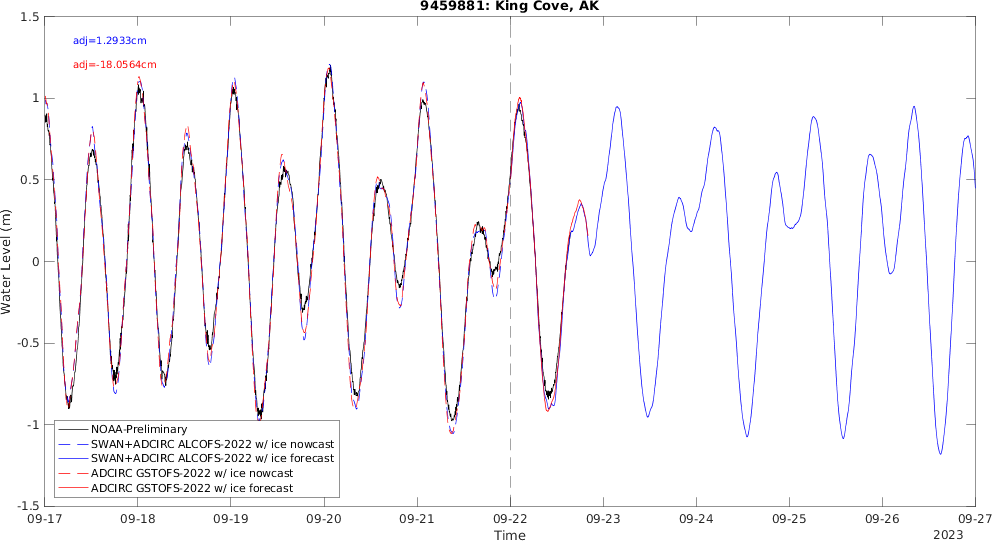 9459881: King Cove, AK
adj=1.2933cm
adj=-18.0564cm
Water Level (m)
1.5
1
0.5
0
-0.5
-1
-1.5
NOAA-Preliminary
SWAN+ADCIRC ALCOFS-2022 w/ ice nowcast
SWAN+ADCIRC ALCOFS-2022 w/ ice forecast
ADCIRC GSTOFS-2022 w/ ice nowcast
ADCIRC GSTOFS-2022 w/ ice forecast
09-17 09-18 09-19 09-20 09-21 09-22 09-23 09-24 09-25 09-26 09-27
Time
2023